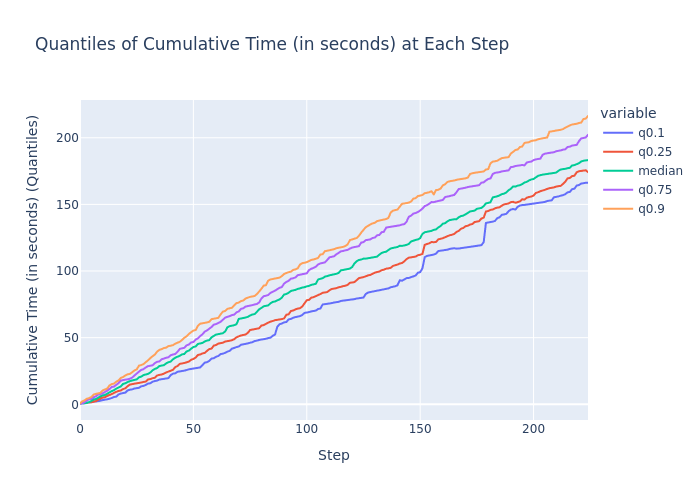 Quantiles of Cumulative Time (in seconds) at Each Step
Cumulative Time (in seconds) (Quantiles)
200
150
100
50
0
0
50
100
150
200
Step
variable
q0.1
q0.25
median
q0.75
q0.9